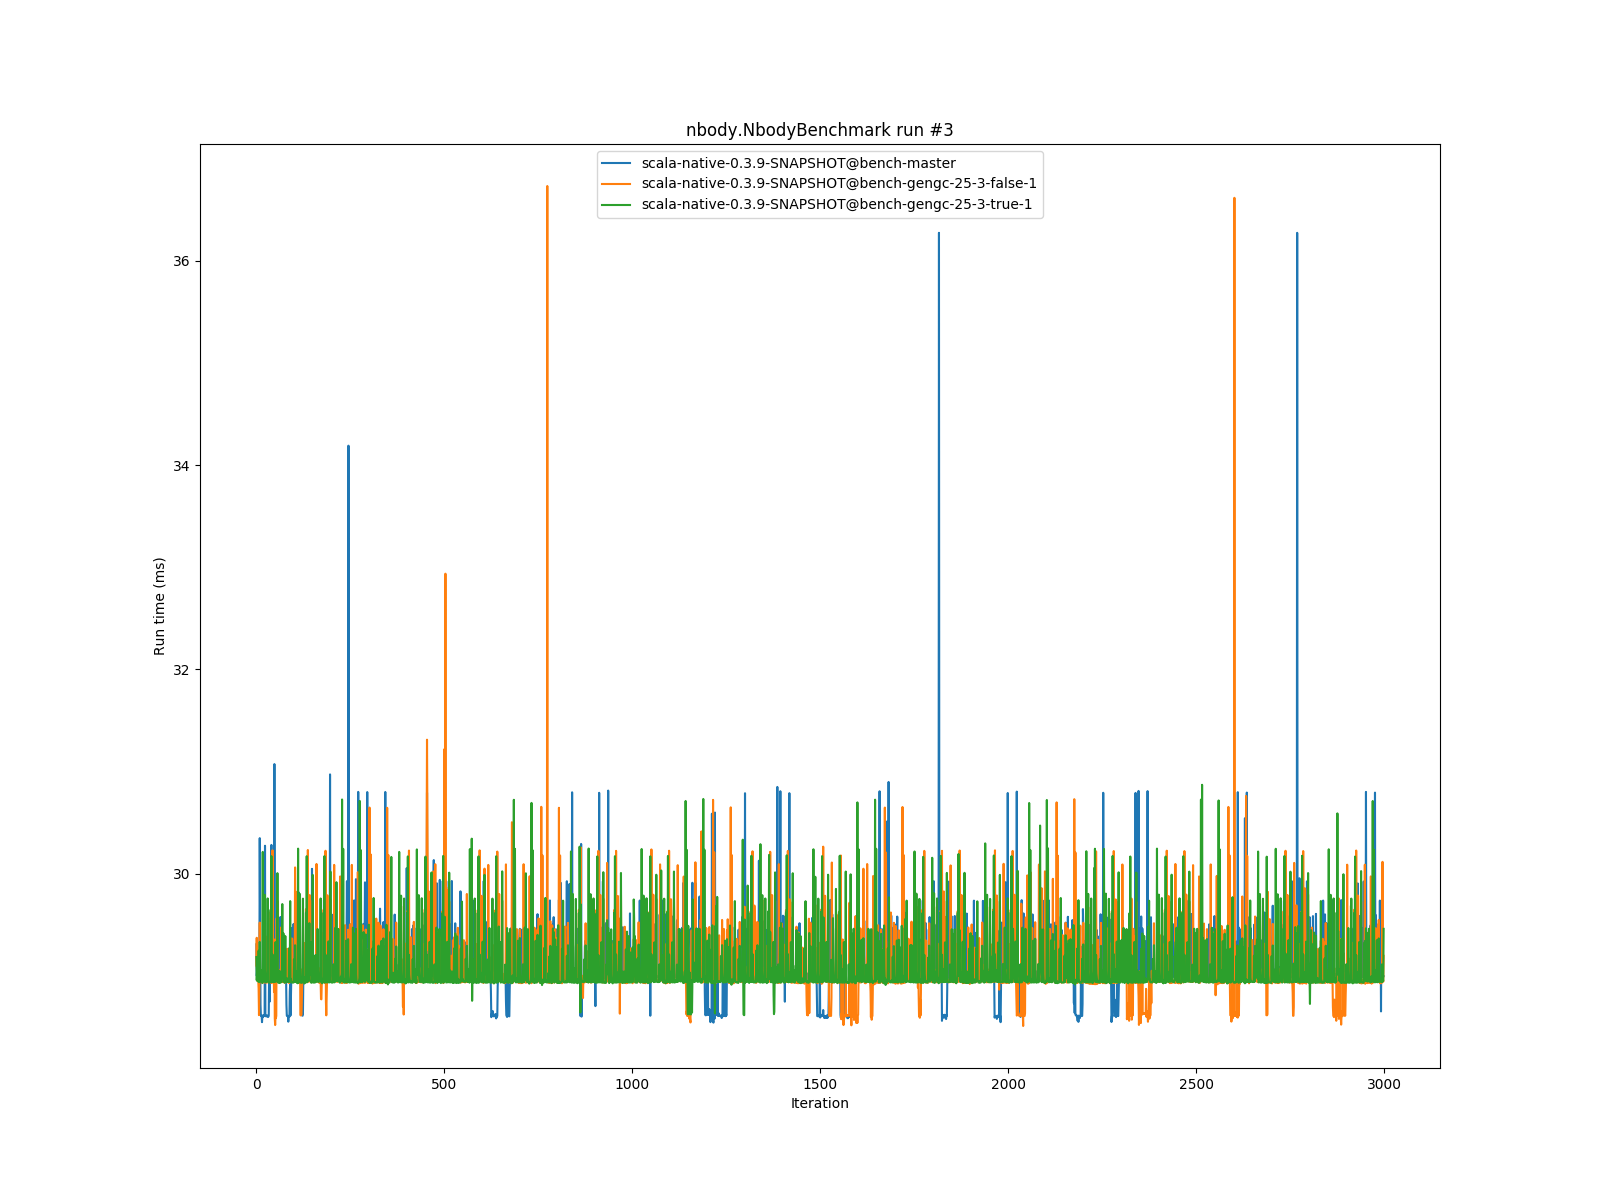 nbody.NbodyBenchmark run #3
scala-native-0.3.9-SNAPSHOT@bench-master
scala-native-0.3.9-SNAPSHOT@bench-gengc-25-3-false-1
scala-native-0.3.9-SNAPSHOT@bench-gengc-25-3-true-1
Run time (ms)
36
34
32
30
0 500 1000 1500 2000 2500 3000
Iteration